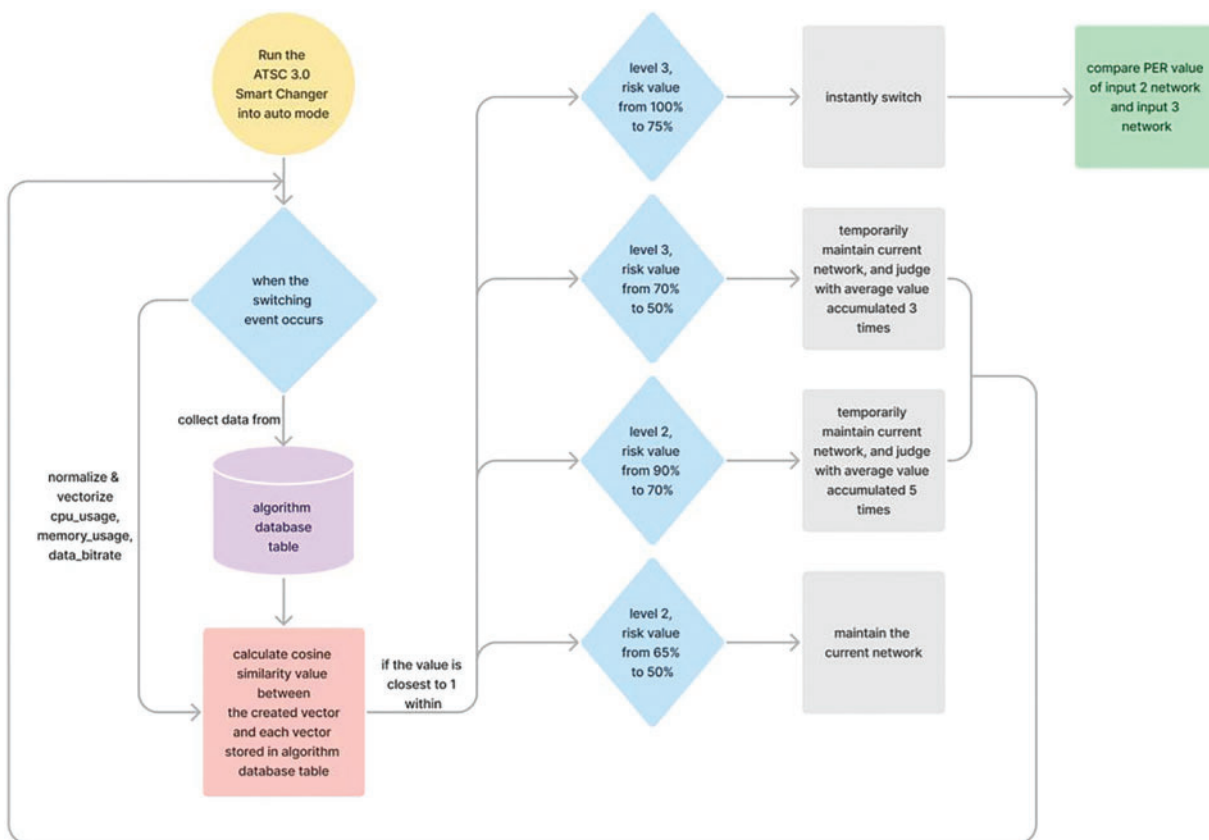 Run the
ATSC 3.0
Smart Changer
into auto mode
when the
switching
event occurs
collect data from
normalize &
vectorize
cpu_usage,
memory_usage,
data_bitrate
algorithm
database
table
calculate cosine
similarity value
between
the created vector
and each vector
stored in algorithm
database table
if the value is
closest to 1
within
level 3,
risk value
from 100%
to 75%
instantly switch
compare PER value
of input 2 network
and input 3
network
level 3,
risk value
from 70%
to 50%
temporarily
maintain current
network, and judge
with average value
accumulated 3
times
level 2,
risk value
from 90%
to 70%
temporarily
maintain current
network, and judge
with average value
accumulated 5
times
level 2,
risk value
from 65%
to 50%
maintain the
current network